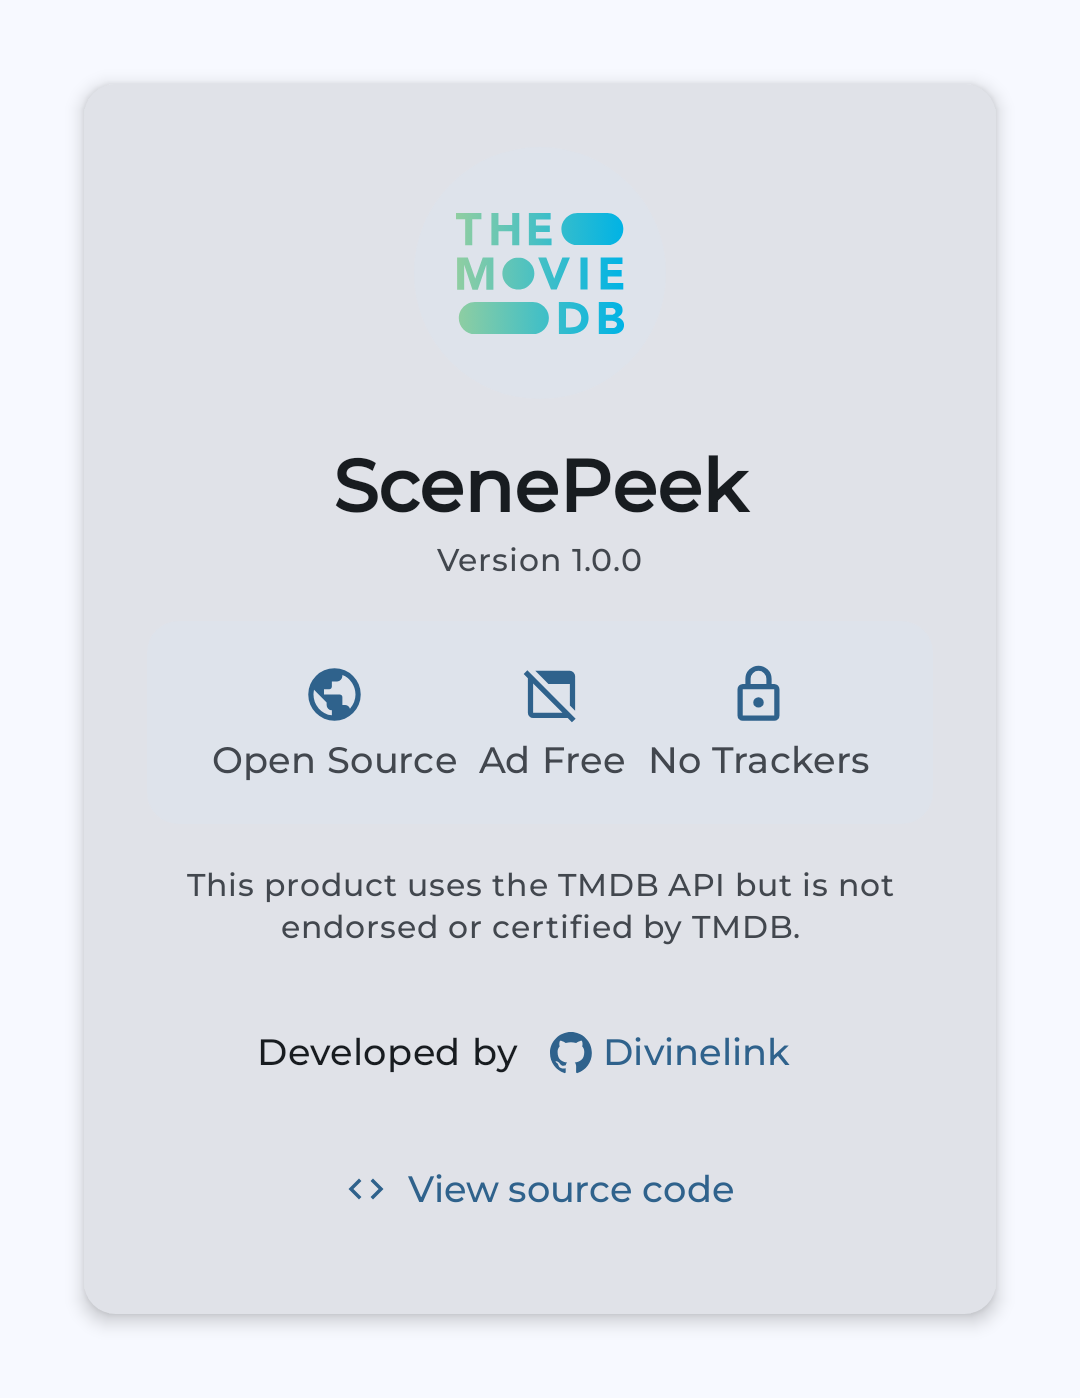 THE
MOVIE
DB
ScenePeek
Version 1.0.0
Open Source Ad Free No Trackers
This product uses the TMDB API but is not
endorsed or certified by TMDB.
Developed by Divinelink
View source code